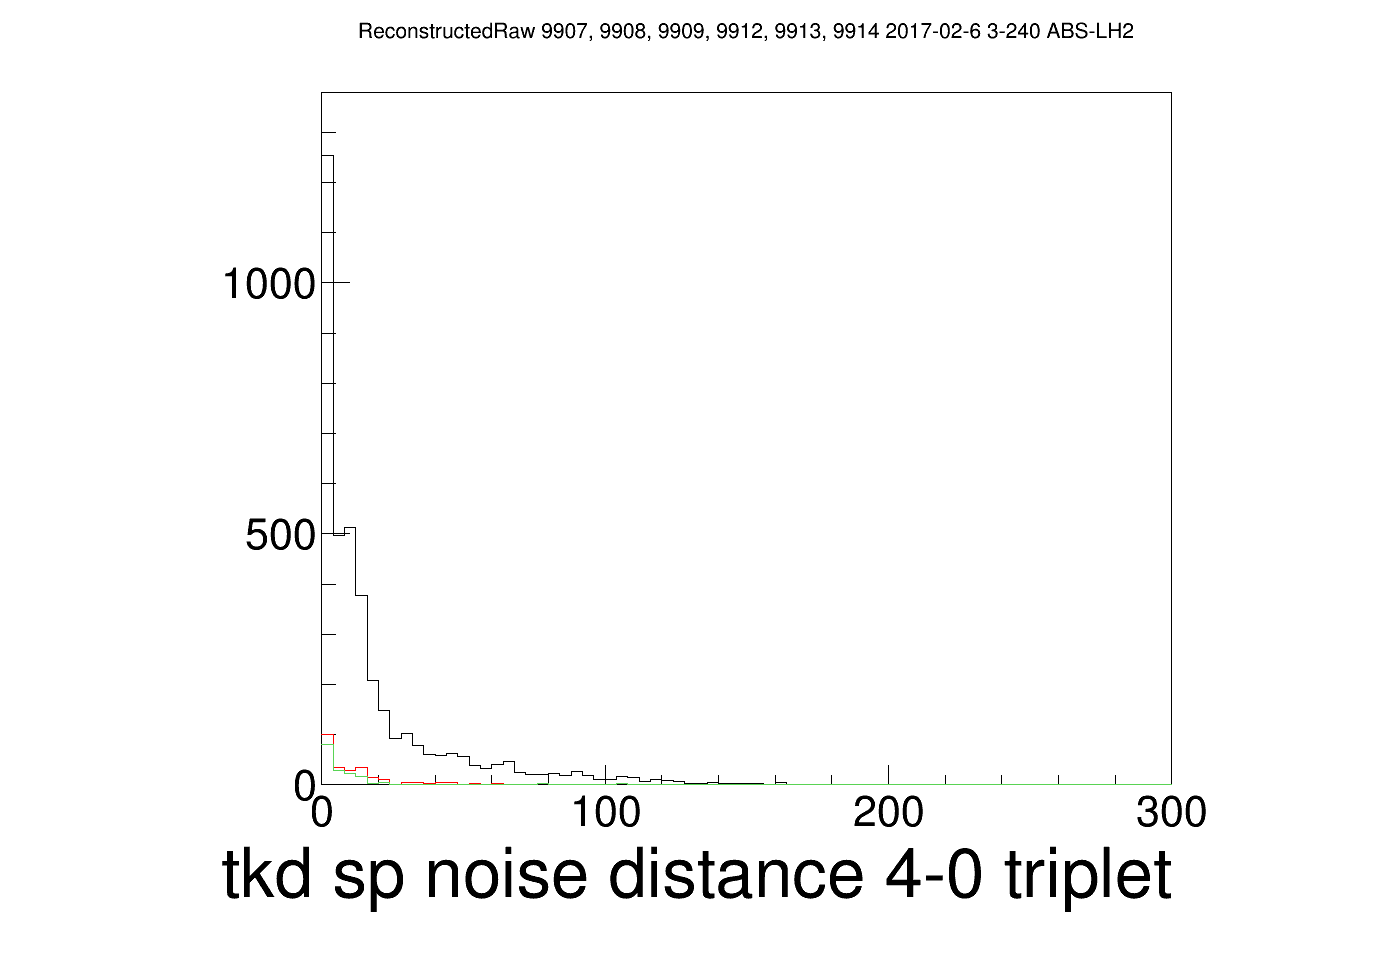 ReconstructedRaw 9907, 9908, 9909, 9912, 9913, 9914 2017-02-6 3-240 ABS-LH2
1000
500
0
0 100 200 300
tkd sp noise distance 4-0 triplet